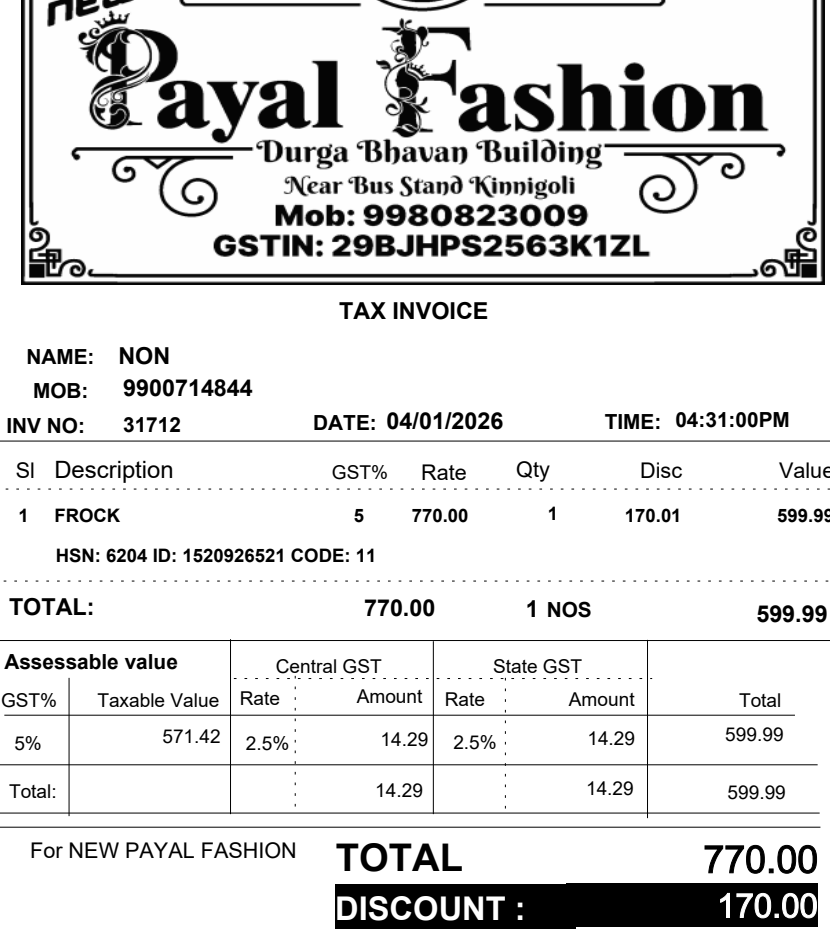 new
Payal Fashion
Durga Bhavan Building
Near Bus Stand Kinnigoli
Mob: 9980823009
GSTIN: 29BJHPS2563K1ZL
TAX INVOICE
NAME: NON
MOB: 9900714844
INV NO: 31712 DATE: 04/01/2026 TIME: 04:31:00PM
Sl Description GST% Rate Qty Disc Value
1 FROCK 5 770.00 1 170.01 599.99
HSN: 6204 ID: 1520926521 CODE: 11
TOTAL: 770.00 1 NOS 599.99
Assessable value Central GST State GST
GST% Taxable Value Rate Amount Rate Amount Total
5% 571.42 2.5% 14.29 2.5% 14.29 599.99
Total: 14.29 14.29 599.99
For NEW PAYAL FASHION TOTAL 770.00
DISCOUNT : 170.00